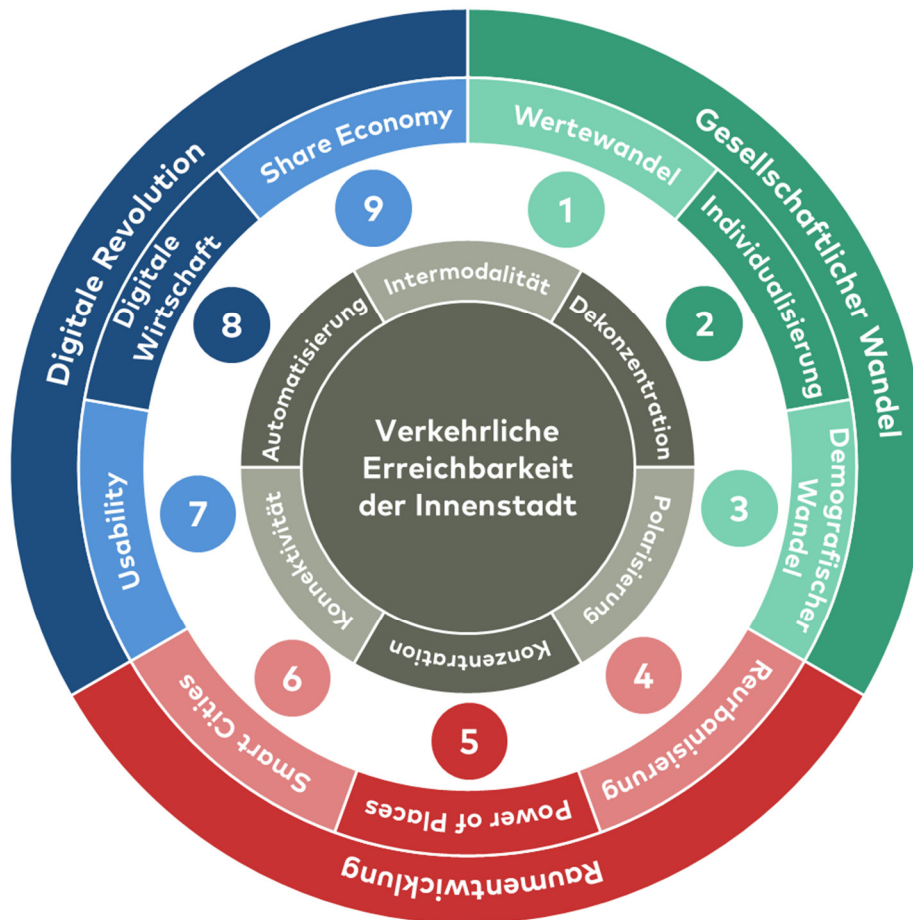 Digitale Revolution
Gesellschaftlicher Wandel
Raumentwicklung
Wertewandel
Individualisierung
Demografischer
Wandel
Reurbanisierung
Power of Places
Smart Cities
Usability
Digitale
Wirtschaft
Share Economy
1
2
3
4
5
6
7
8
9
Intermodalität
Dekonzentration
Polarisierung
Konzentration
Konnektivität
Automatisierung
Verkehrliche
Erreichbarkeit
der Innenstadt